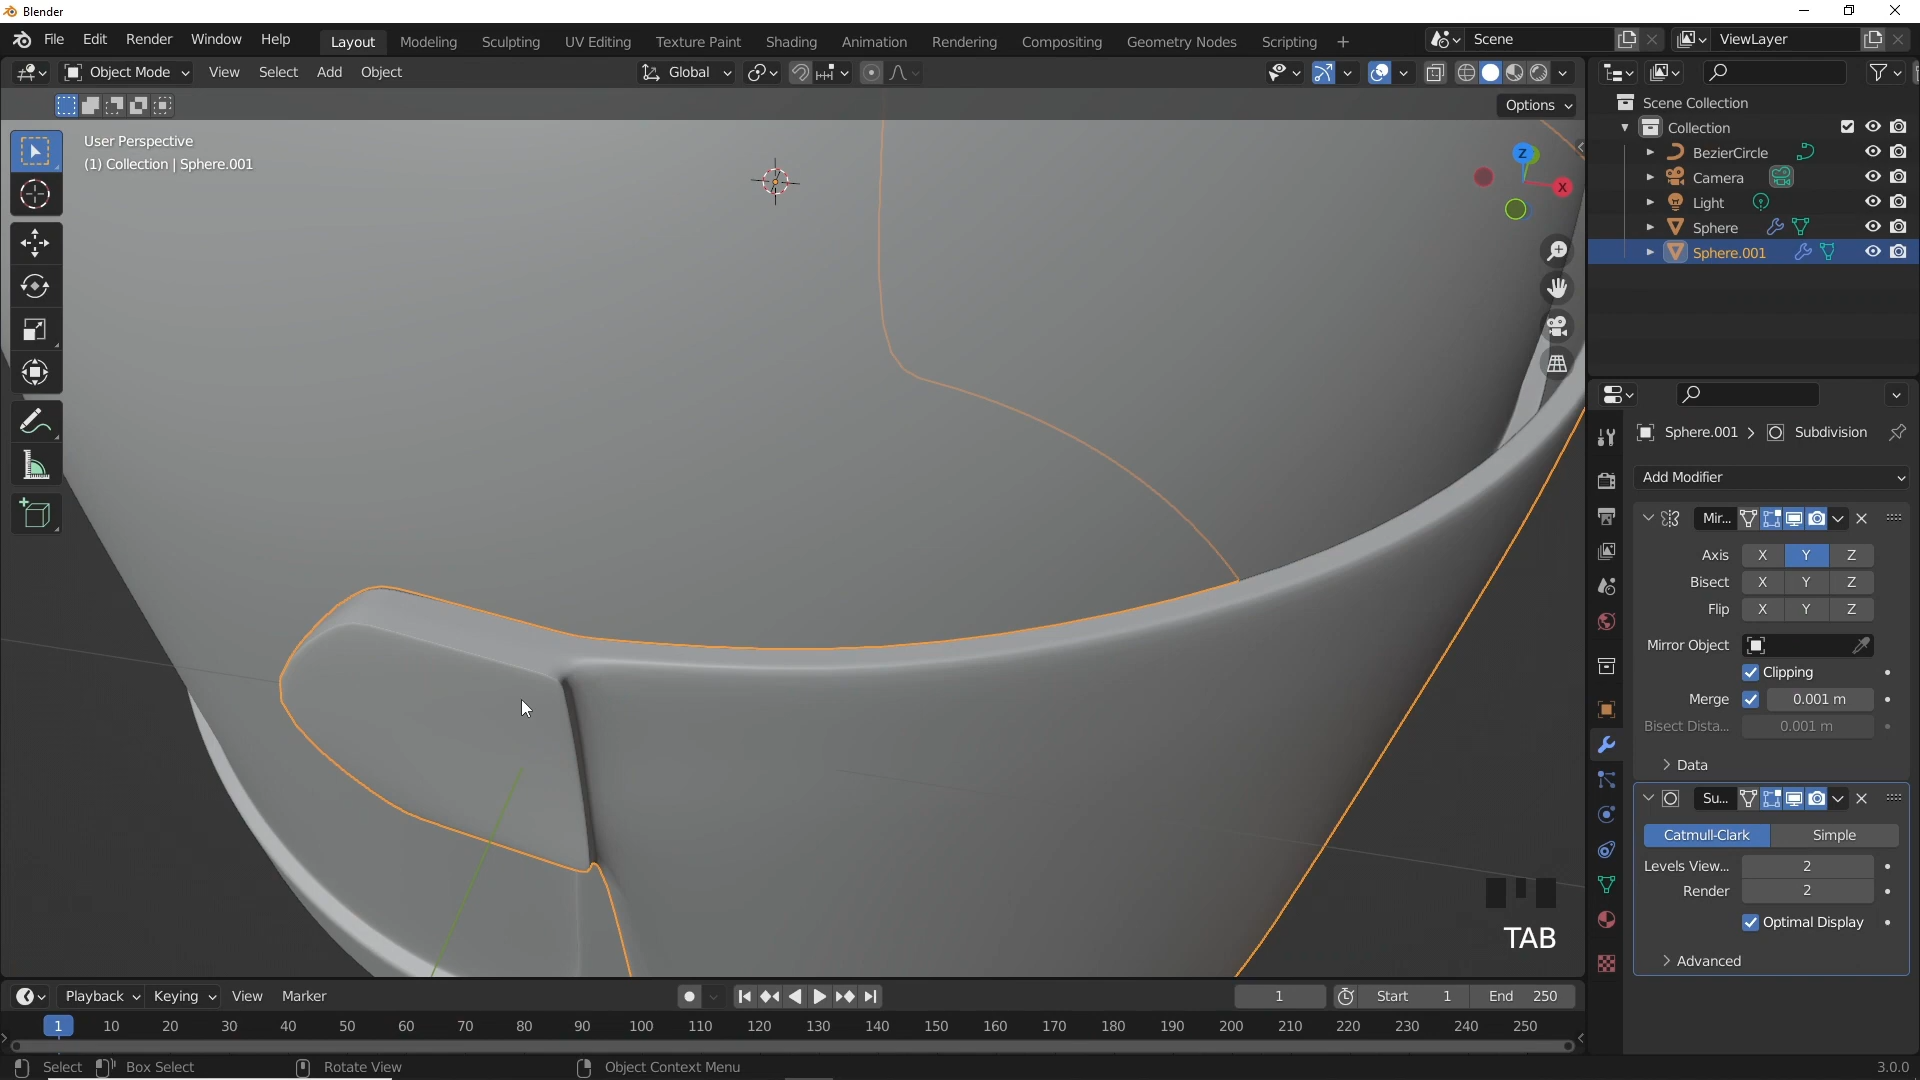 Blender
File Edit Render Window Help Layout Modeling Sculpting UV Editing Texture Paint Shading Animation Rendering Compositing Geometry Nodes Scripting + Scene ViewLayer
Object Mode View Select Add Object Global
Options
User Perspective
(1) Collection | Sphere.001
Z
X
Scene Collection
Collection
BezierCircle
Camera
Light
Sphere
Sphere.001
Sphere.001 > Subdivision
Add Modifier
Mir...
Axis X Y Z
Bisect X Y Z
Flip X Y Z
Mirror Object
Clipping
Merge 0.001 m
Bisect Dista... 0.001 m
Data
Su...
Catmull-Clark Simple
Levels View... 2
Render 2
Optimal Display
Advanced
TAB
Playback Keying View Marker 1 Start 1 End 250
1 10 20 30 40 50 60 70 80 90 100 110 120 130 140 150 160 170 180 190 200 210 220 230 240 250
Select Box Select Rotate View Object Context Menu 3.0.0